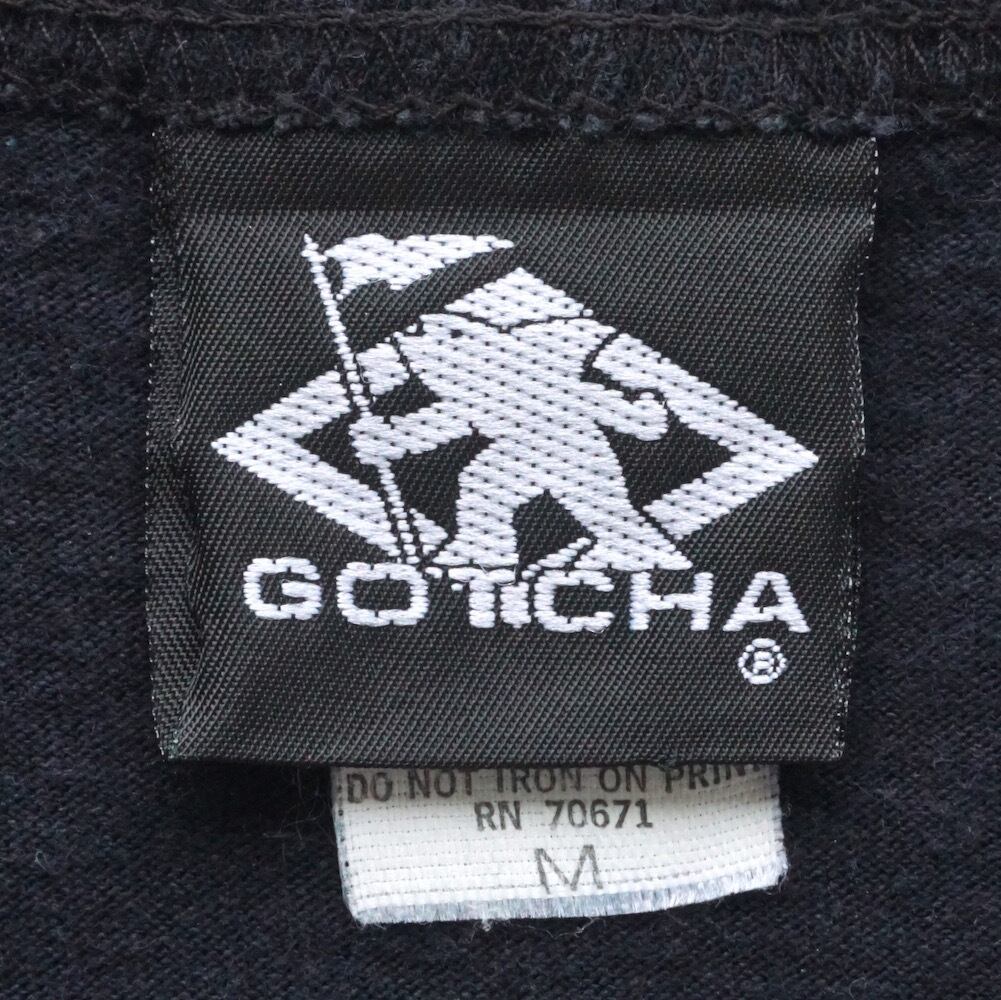 GOTCHA
®
DO NOT IRON ON PRINT
RN 70671
M